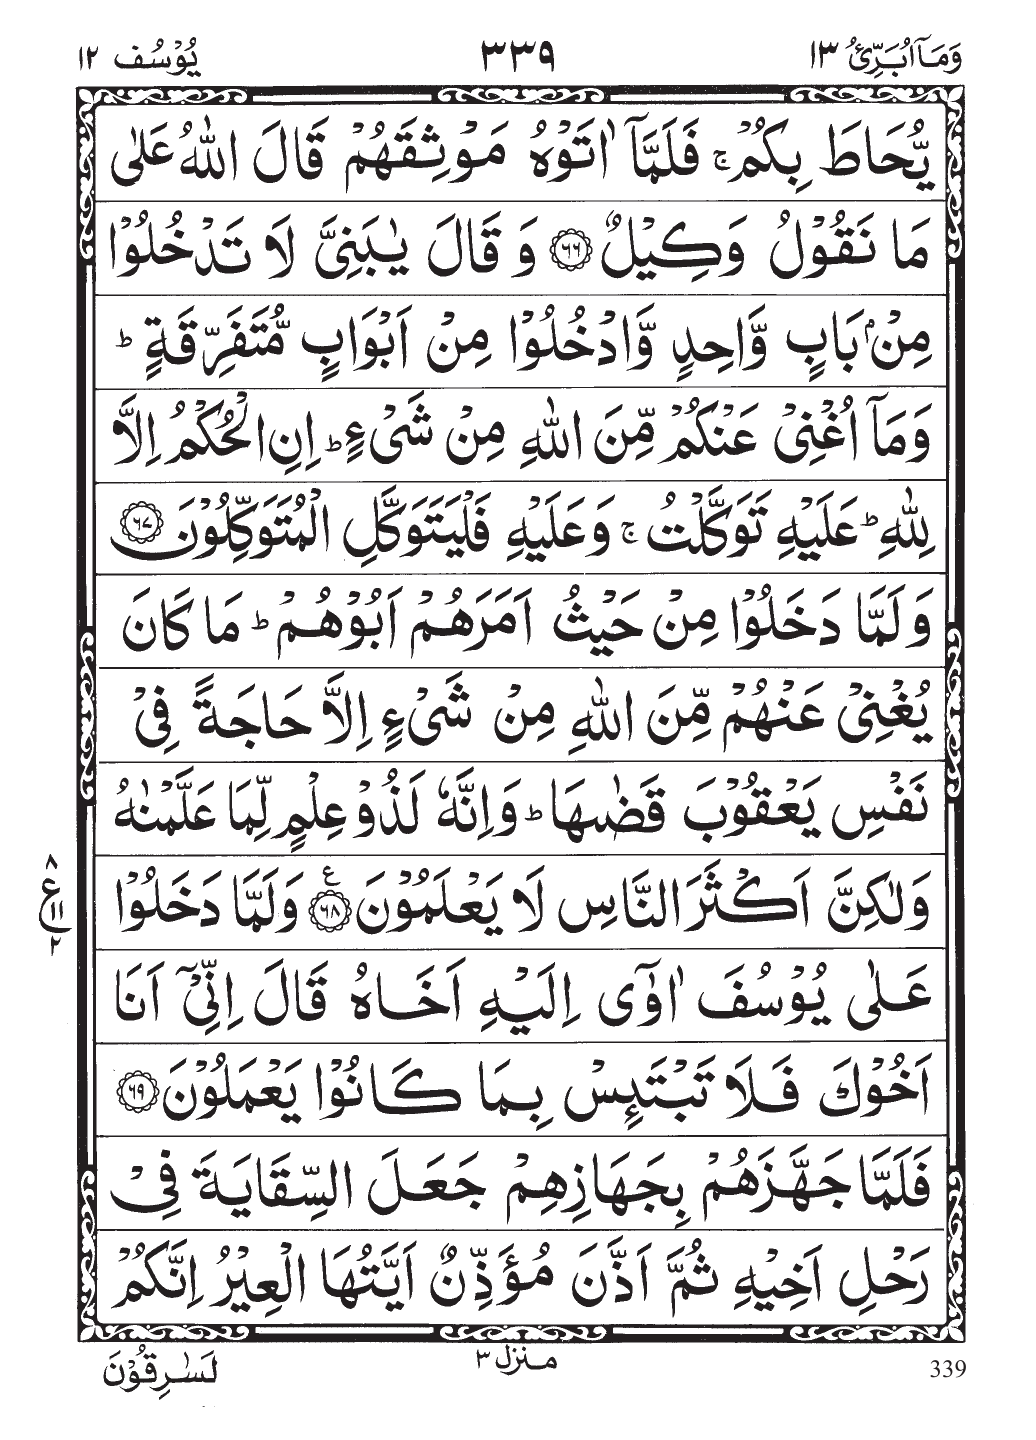 وَمَآ اُبَرِّئُ ١٣
٣٣٩
يُوْسُف ١٢
يُّحَاطَ بِكُمْ ۚ فَلَمَّآ اٰتَوْهُ مَوْثِقَهُمْ قَالَ اللّٰهُ عَلٰى
مَا نَقُوْلُ وَكِيْلٌ ﴿٦٦﴾ وَ قَالَ يٰبَنِىَّ لَا تَدْخُلُوْا
مِنْۢ بَابٍ وَّاحِدٍ وَّادْخُلُوْا مِنْ اَبْوَابٍ مُّتَفَرِّقَةٍ ؕ
وَمَآ اُغْنِىْ عَنْكُمْ مِّنَ اللّٰهِ مِنْ شَىْءٍ ؕ اِنِ الْحُكْمُ اِلَّا
لِلّٰهِ ؕ عَلَيْهِ تَوَكَّلْتُ ۚ وَعَلَيْهِ فَلْيَتَوَكَّلِ الْمُتَوَكِّلُوْنَ ﴿٦٧﴾
وَلَمَّا دَخَلُوْا مِنْ حَيْثُ اَمَرَهُمْ اَبُوْهُمْ ؕ مَا كَانَ
يُغْنِىْ عَنْهُمْ مِّنَ اللّٰهِ مِنْ شَىْءٍ اِلَّا حَاجَةً فِىْ
نَفْسِ يَعْقُوْبَ قَضٰىهَا ؕ وَاِنَّهٗ لَذُوْ عِلْمٍ لِّمَا عَلَّمْنٰهُ
وَلٰكِنَّ اَكْثَرَ النَّاسِ لَا يَعْلَمُوْنَ ﴿٦٨﴾ ع وَلَمَّا دَخَلُوْا
٨
ع ١١
٢
عَلٰى يُوْسُفَ اٰوٰٓى اِلَيْهِ اَخَاهُ قَالَ اِنِّىْٓ اَنَا
اَخُوْكَ فَلَا تَبْتَئِسْ بِمَا كَانُوْا يَعْمَلُوْنَ ﴿٦٩﴾
فَلَمَّا جَهَّزَهُمْ بِجَهَازِهِمْ جَعَلَ السِّقَايَةَ فِىْ
رَحْلِ اَخِيْهِ ثُمَّ اَذَّنَ مُؤَذِّنٌ اَيَّتُهَا الْعِيْرُ اِنَّكُمْ
339
منزل ٣
لَسٰرِقُوْنَ